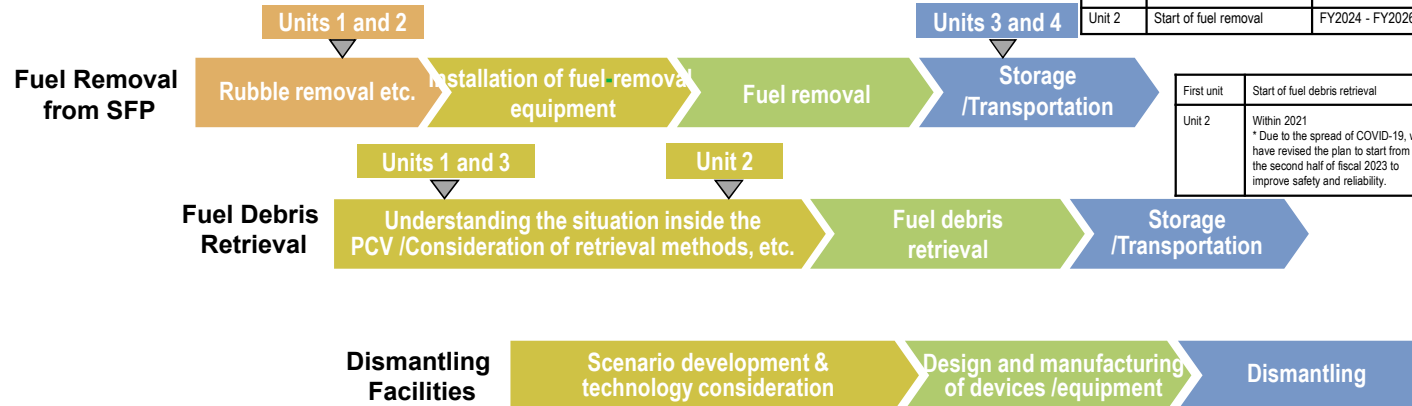 Units 1 and 2
Units 3 and 4
Unit 2 Start of fuel removal FY2024 - FY2026
Fuel Removal
from SFP
Rubble removal etc.
Installation of fuel-removal
equipment
Fuel removal
Storage
/Transportation
First unit Start of fuel debris retrieval
Unit 2 Within 2021
* Due to the spread of COVID-19,
have revised the plan to start from
the second half of fiscal 2023 to
improve safety and reliability.
Units 1 and 3
Unit 2
Fuel Debris
Retrieval
Understanding the situation inside the
PCV /Consideration of retrieval methods, etc.
Fuel debris
retrieval
Storage
/Transportation
Dismantling
Facilities
Scenario development &
technology consideration
Design and manufacturing
of devices /equipment
Dismantling